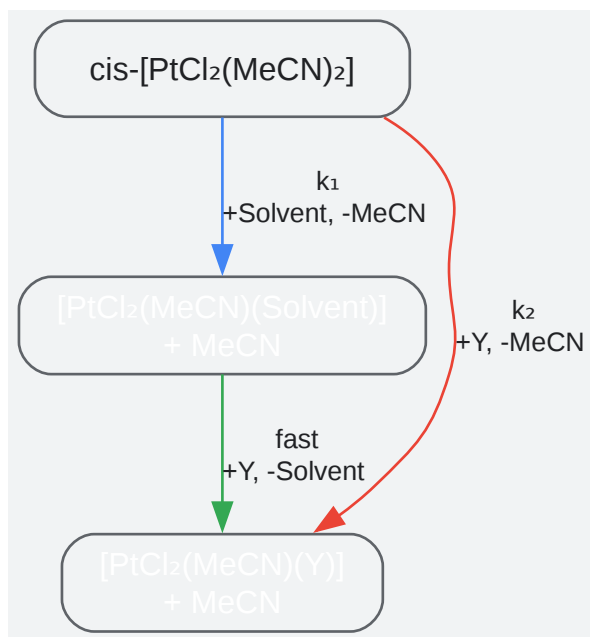 cis-[PtCl₂(MeCN)₂]
k₁
+Solvent, -MeCN
[PtCl₂(MeCN)(Solvent)]
+ MeCN
k₂
+Y, -MeCN
fast
+Y, -Solvent
[PtCl₂(MeCN)(Y)]
+ MeCN